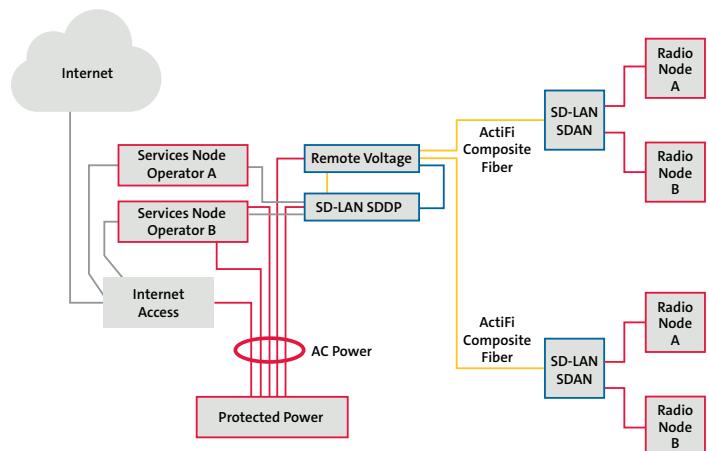 Internet
Services Node
Operator A
Services Node
Operator B
Internet
Access
AC Power
Protected Power
Remote Voltage
SD-LAN SDDP
ActiFi
Composite
Fiber
SD-LAN
SDAN
Radio
Node
A
Radio
Node
B
ActiFi
Composite
Fiber
SD-LAN
SDAN
Radio
Node
A
Radio
Node
B